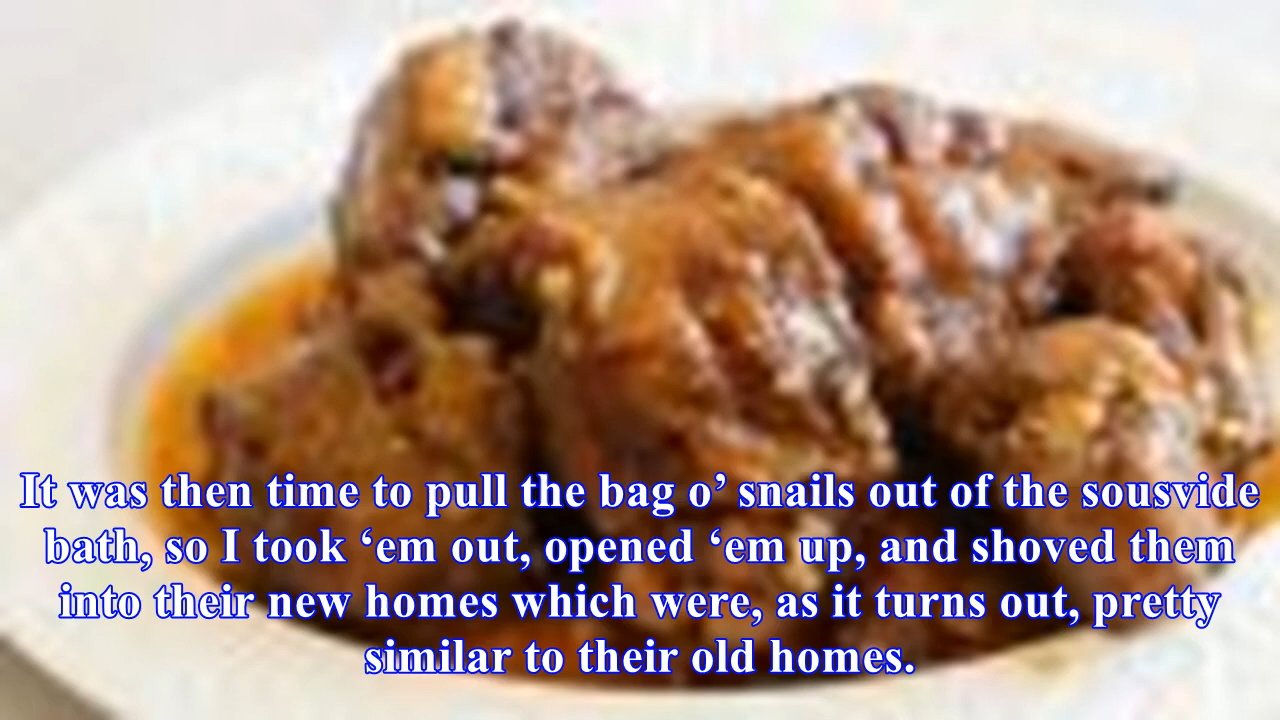 It was then time to pull the bag o’ snails out of the sousvide
bath, so I took ‘em out, opened ‘em up, and shoved them
into their new homes which were, as it turns out, pretty
similar to their old homes.